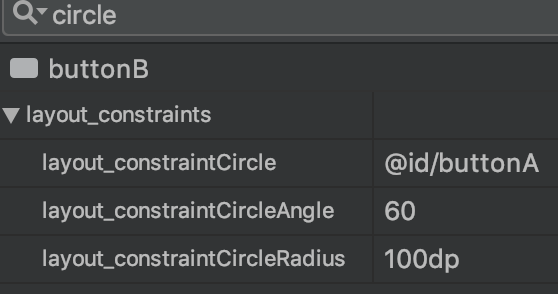 circle
buttonB
layout_constraints
layout_constraintCircle @id/buttonA
layout_constraintCircleAngle 60
layout_constraintCircleRadius 100dp